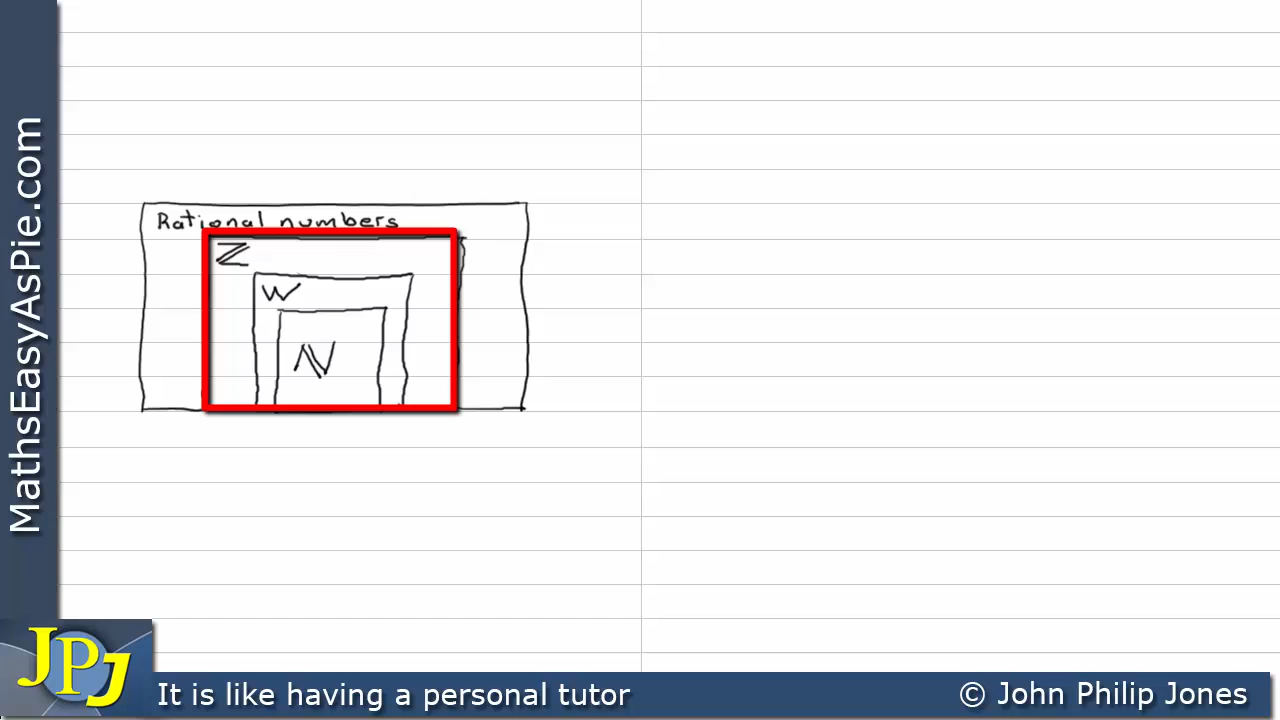 MathsEasyAsPie.com
Rational numbers
ℤ
W
ℕ
JPJ
It is like having a personal tutor
© John Philip Jones